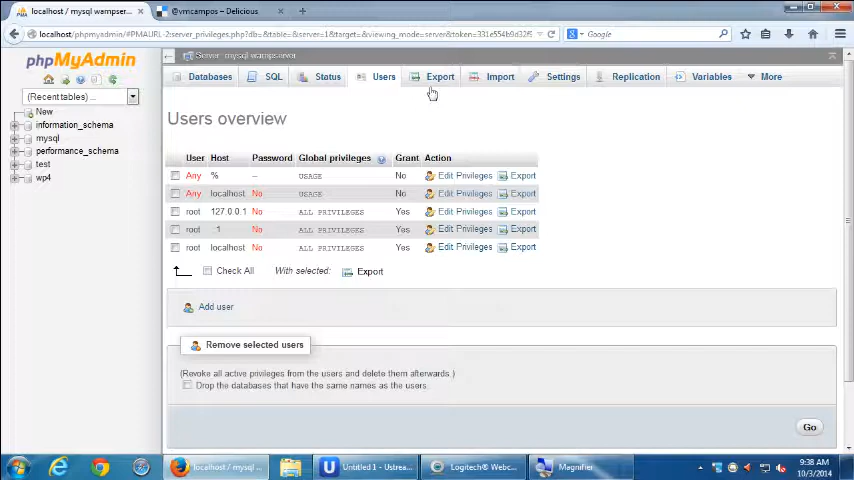 localhost / mysql wampserver... ×
@vmcampos – Delicious ×
localhost/phpmyadmin/#PMAURL-2:server_privileges.php?db=&table=&server=1&target=&viewing_mode=server&token=331e554b9d32f5
Google
phpMyAdmin
(Recent tables) ...
New
information_schema
mysql
performance_schema
test
wp4
Server: mysql wampserver
Databases SQL Status Users Export Import Settings Replication Variables More
Users overview
User Host Password Global privileges Grant Action
Any % -- USAGE No Edit Privileges Export
Any localhost No USAGE No Edit Privileges Export
root 127.0.0.1 No ALL PRIVILEGES Yes Edit Privileges Export
root ::1 No ALL PRIVILEGES Yes Edit Privileges Export
root localhost No ALL PRIVILEGES Yes Edit Privileges Export
Check All With selected: Export
Add user
Remove selected users
(Revoke all active privileges from the users and delete them afterwards.)
Drop the databases that have the same names as the users.
Go
localhost / mysql ...
Untitled 1 - Ustrea...
Logitech® Webc...
Magnifier
9:38 AM
10/3/2014